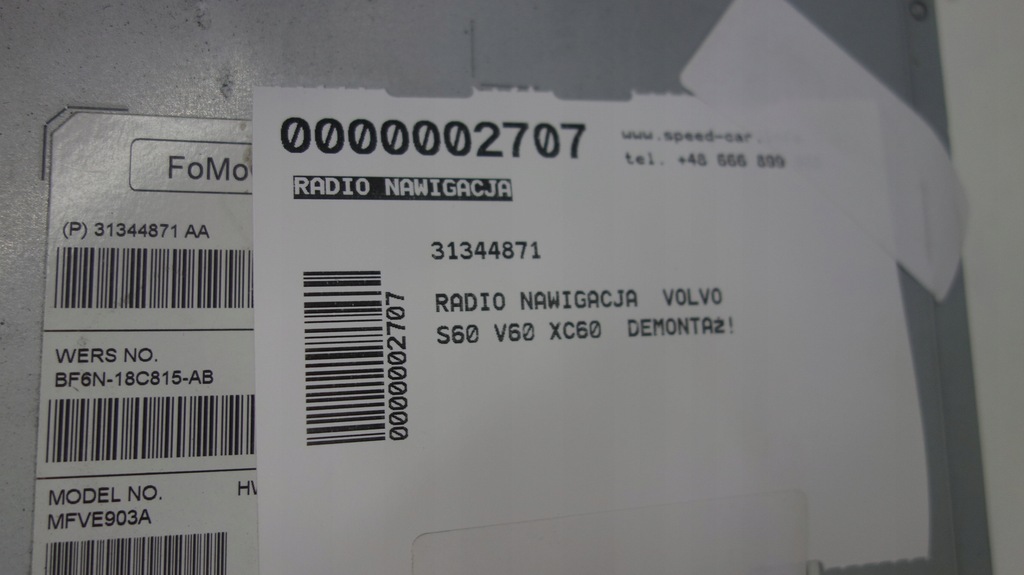 0000002707
RADIO NAWIGACJA
www.speed-car.
tel. +48 666 899
31344871
0000002707
RADIO NAWIGACJA VOLVO
S60 V60 XC60 DEMONTAż!
FoMo
(P) 31344871 AA
WERS NO.
BF6N-18C815-AB
MODEL NO.
MFVE903A